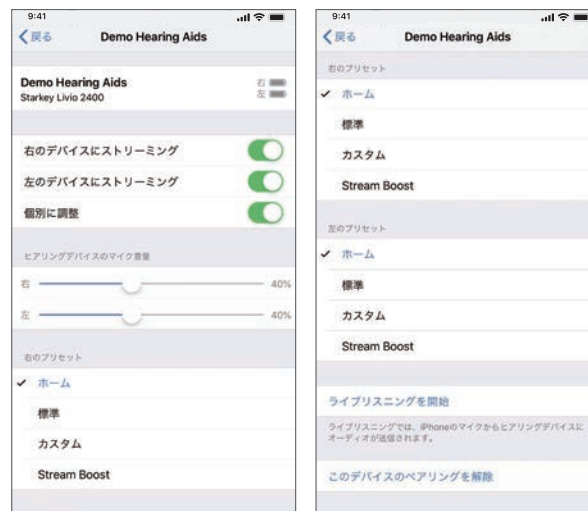 9:41
戻る
Demo Hearing Aids
Demo Hearing Aids
Starkey Livio 2400
右
左
右のデバイスにストリーミング
左のデバイスにストリーミング
個別に調整
ヒアリングデバイスのマイク音量
右 40%
左 40%
右のプリセット
ホーム
標準
カスタム
Stream Boost
9:41
戻る
Demo Hearing Aids
右のプリセット
ホーム
標準
カスタム
Stream Boost
左のプリセット
ホーム
標準
カスタム
Stream Boost
ライブリスニングを開始
ライブリスニングでは、iPhoneのマイクからヒアリングデバイスに
オーディオが送信されます。
このデバイスのペアリングを解除